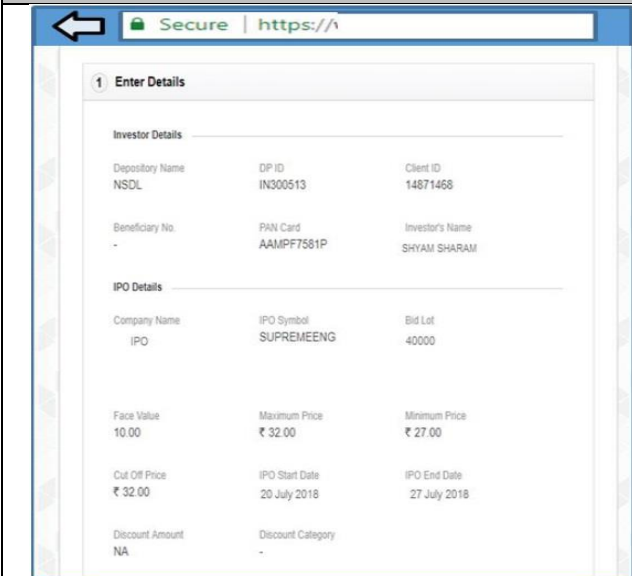 Secure | https://
1 Enter Details
Investor Details
Depository Name DP ID Client ID
NSDL IN300513 14871468
Beneficiary No. PAN Card Investor's Name
- AAMPF7581P SHYAM SHARAM
IPO Details
Company Name IPO Symbol Bid Lot
IPO SUPREMEENG 40000
Face Value Maximum Price Minimum Price
10.00 ₹ 32.00 ₹ 27.00
Cut Off Price IPO Start Date IPO End Date
₹ 32.00 20 July 2018 27 July 2018
Discount Amount Discount Category
NA -